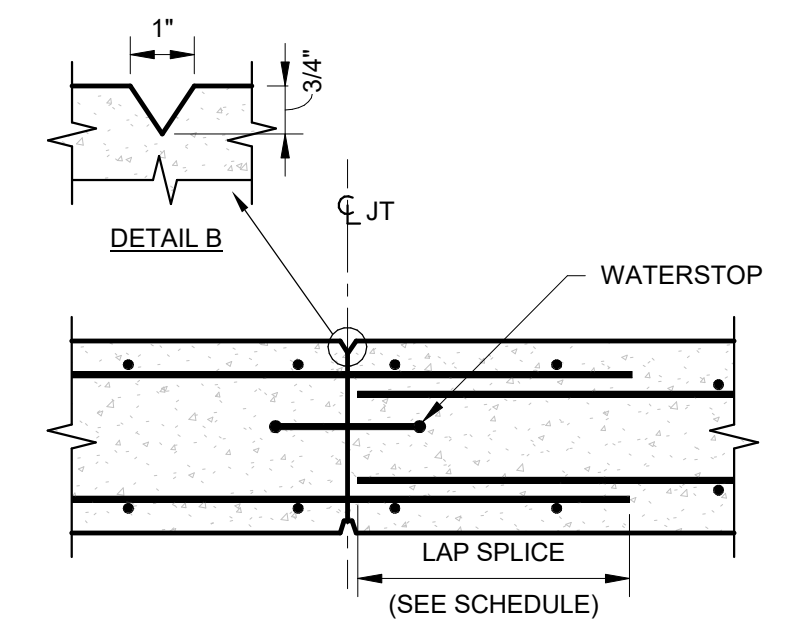 1"
3/4"
DETAIL B
℄ JT
WATERSTOP
LAP SPLICE
(SEE SCHEDULE)